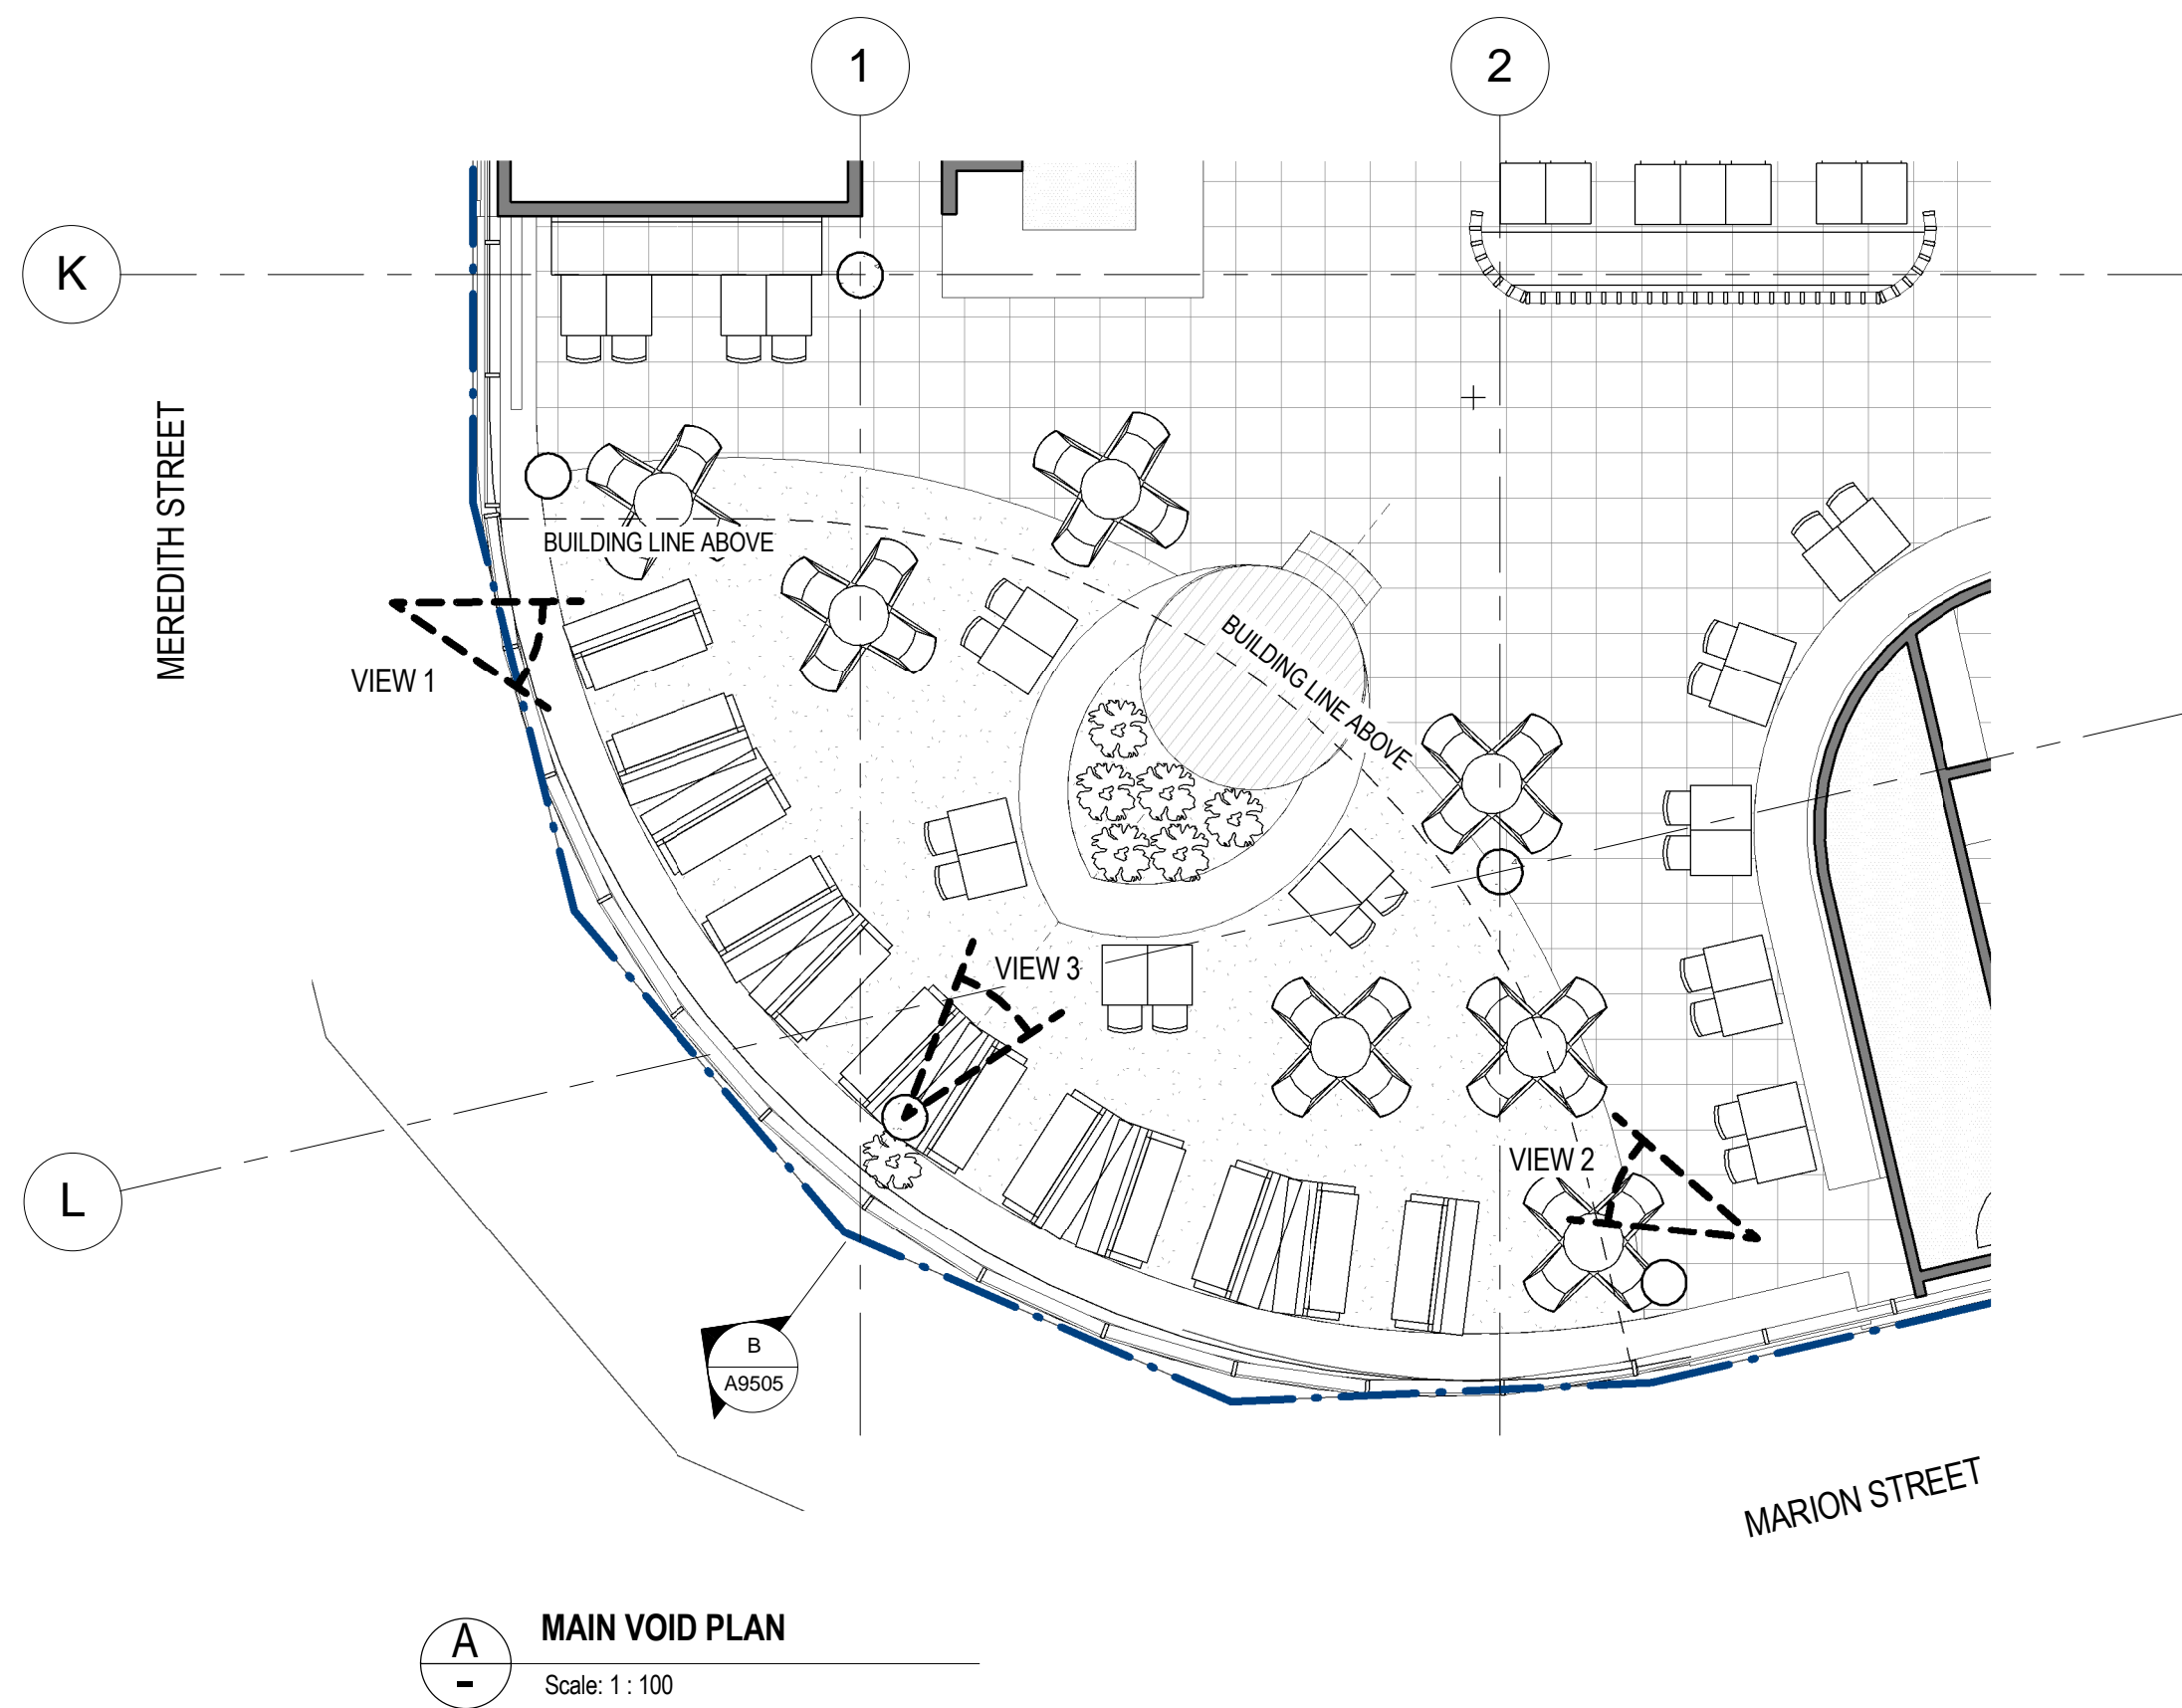 1
2
K
MEREDITH STREET
BUILDING LINE ABOVE
BUILDING LINE ABOVE
VIEW 1
VIEW 3
VIEW 2
L
B
A9505
MARION STREET
A
-
MAIN VOID PLAN
Scale: 1 : 100